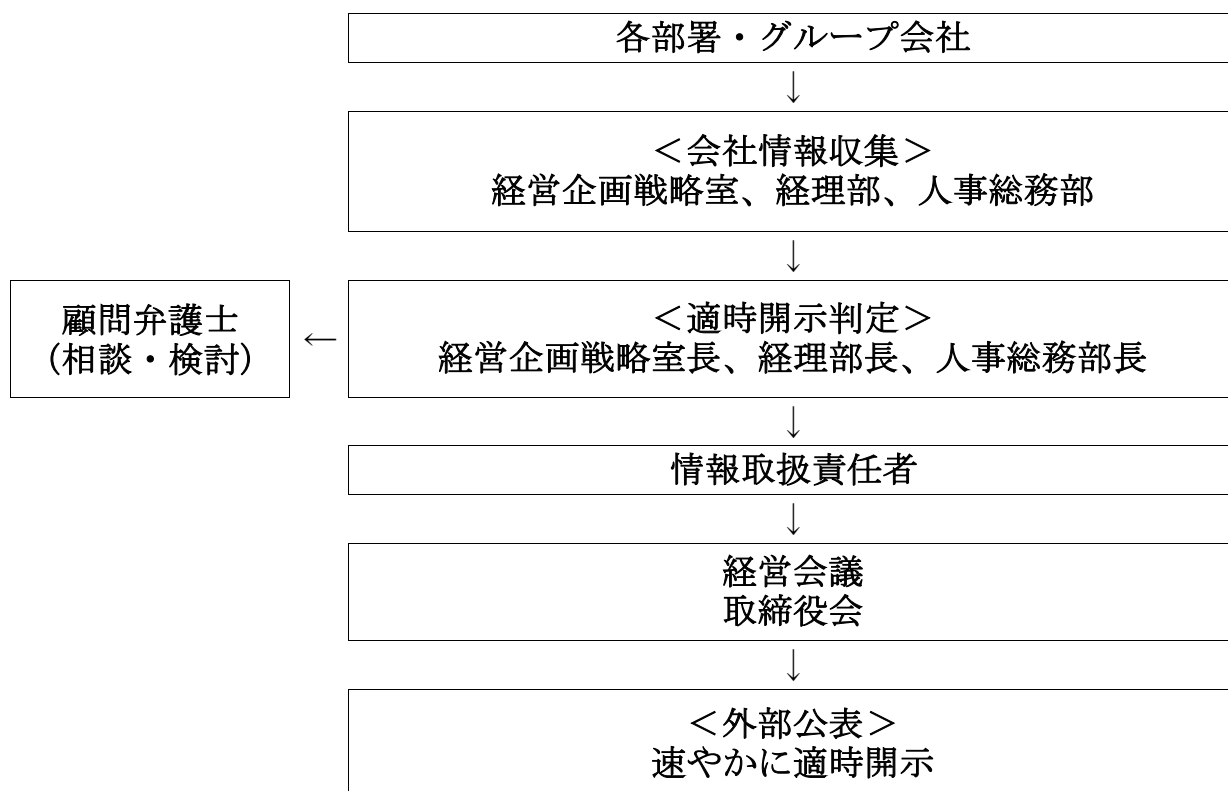 各部署・グループ会社
↓
＜会社情報収集＞
経営企画戦略室、経理部、人事総務部
↓
顧問弁護士
（相談・検討）
←
＜適時開示判定＞
経営企画戦略室長、経理部長、人事総務部長
↓
情報取扱責任者
↓
経営会議
取締役会
↓
＜外部公表＞
速やかに適時開示